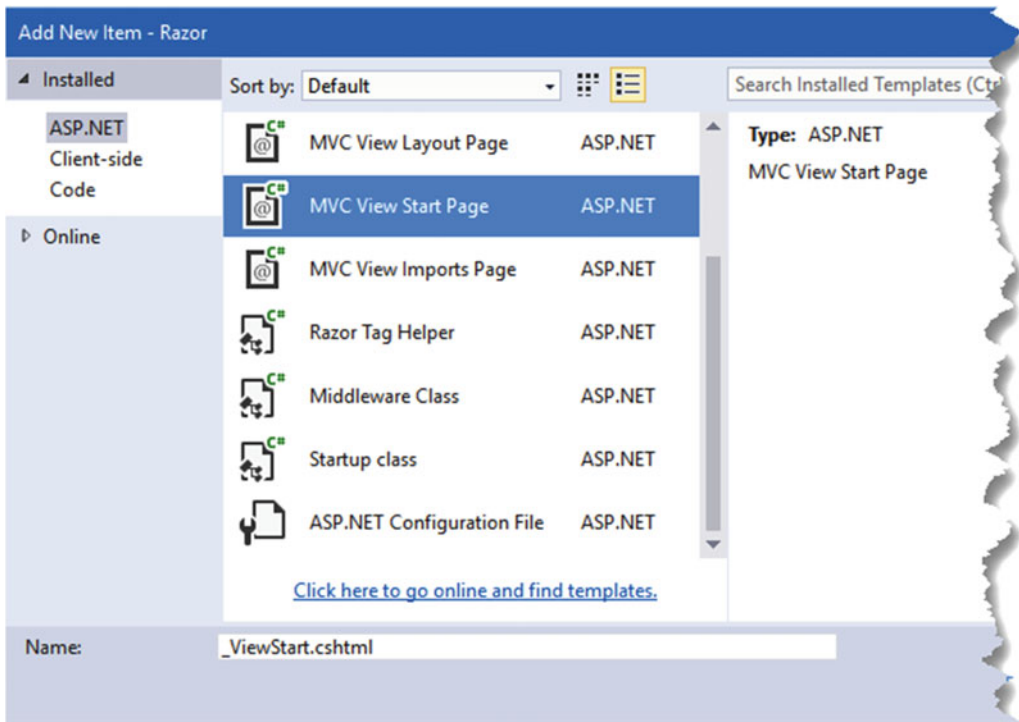 Add New Item - Razor
Installed
Sort by: Default
Search Installed Templates (Ctr
ASP.NET
Client-side
Code
Online
C# @ MVC View Layout Page ASP.NET
C# @ MVC View Start Page ASP.NET
C# @ MVC View Imports Page ASP.NET
C# Razor Tag Helper ASP.NET
C# Middleware Class ASP.NET
C# Startup class ASP.NET
ASP.NET Configuration File ASP.NET
Click here to go online and find templates.
Type: ASP.NET
MVC View Start Page
Name: _ViewStart.cshtml